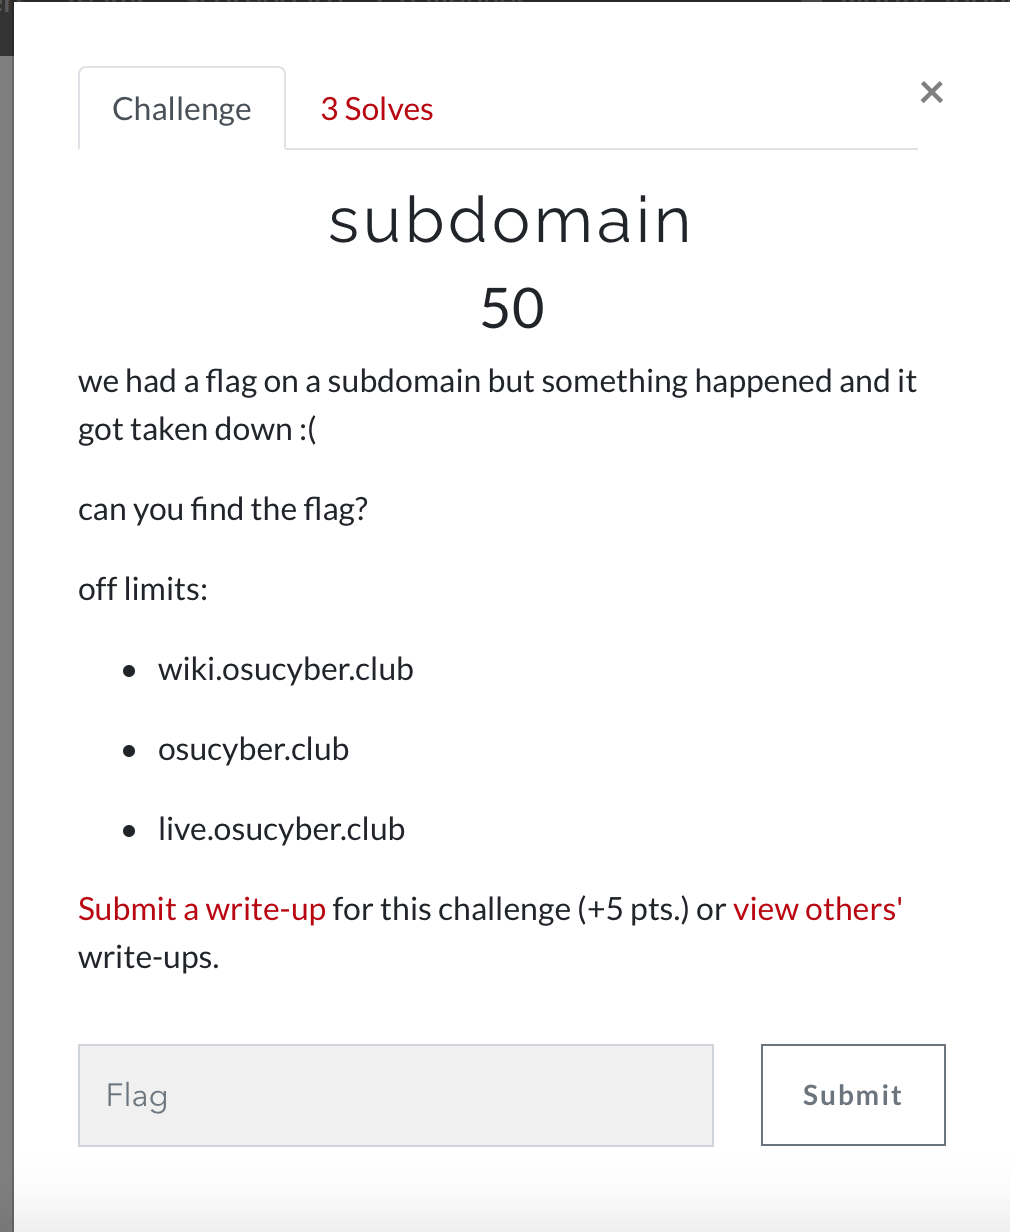 Challenge
3 Solves
×
subdomain
50
we had a flag on a subdomain but something happened and it
got taken down :(
can you find the flag?
off limits:
• wiki.osucyber.club
• osucyber.club
• live.osucyber.club
Submit a write-up for this challenge (+5 pts.) or view others'
write-ups.
Flag
Submit